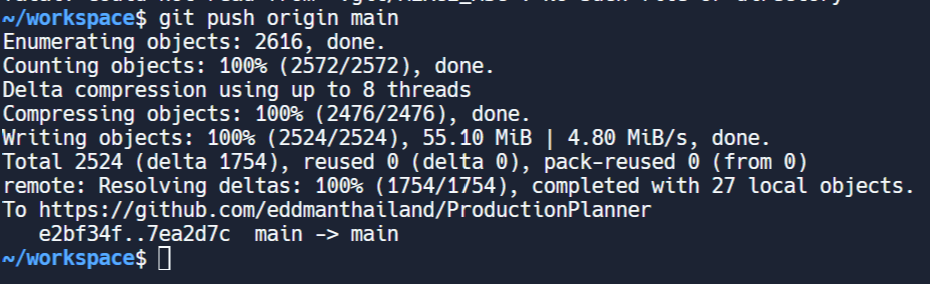 ~/workspace$ git push origin main
Enumerating objects: 2616, done.
Counting objects: 100% (2572/2572), done.
Delta compression using up to 8 threads
Compressing objects: 100% (2476/2476), done.
Writing objects: 100% (2524/2524), 55.10 MiB | 4.80 MiB/s, done.
Total 2524 (delta 1754), reused 0 (delta 0), pack-reused 0 (from 0)
remote: Resolving deltas: 100% (1754/1754), completed with 27 local objects.
To https://github.com/eddmanthailand/ProductionPlanner
   e2bf34f..7ea2d7c  main -> main
~/workspace$